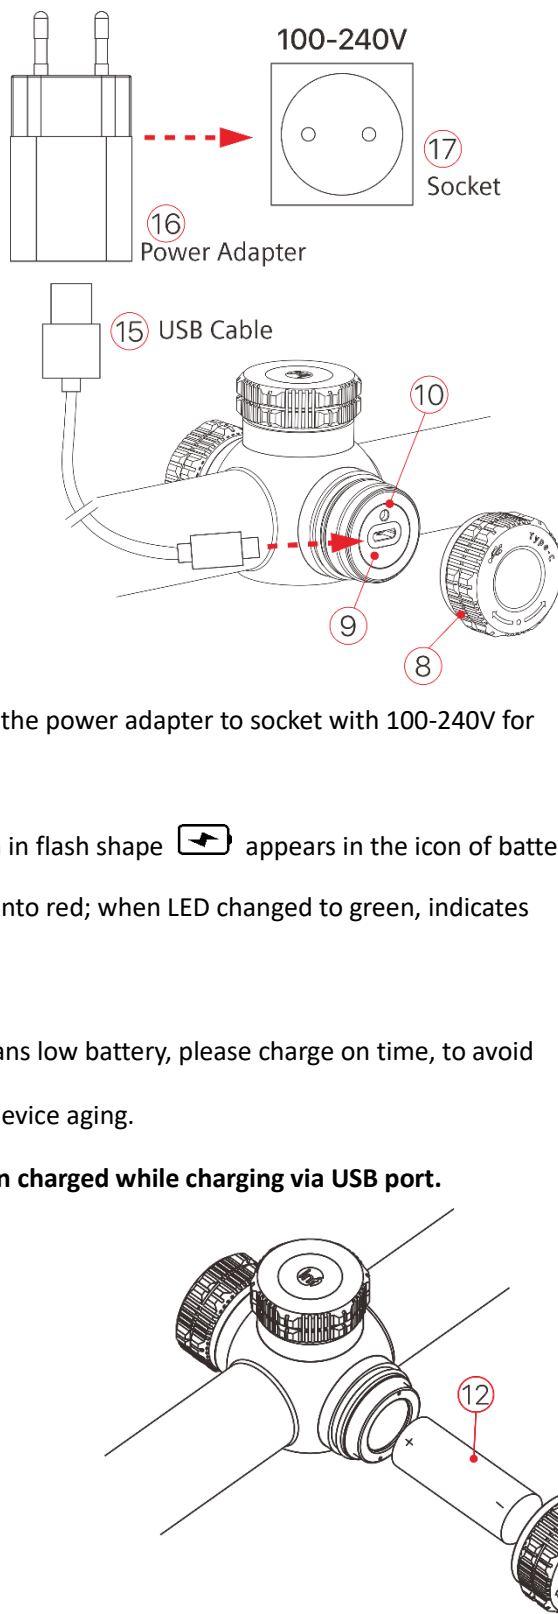 100-240V
17
Socket
16
Power Adapter
15 USB Cable
10
Type-C
9
8
the power adapter to socket with 100-240V for
in flash shape appears in the icon of batte
nto red; when LED changed to green, indicates
ans low battery, please charge on time, to avoid
evice aging.
n charged while charging via USB port.
12
+
-